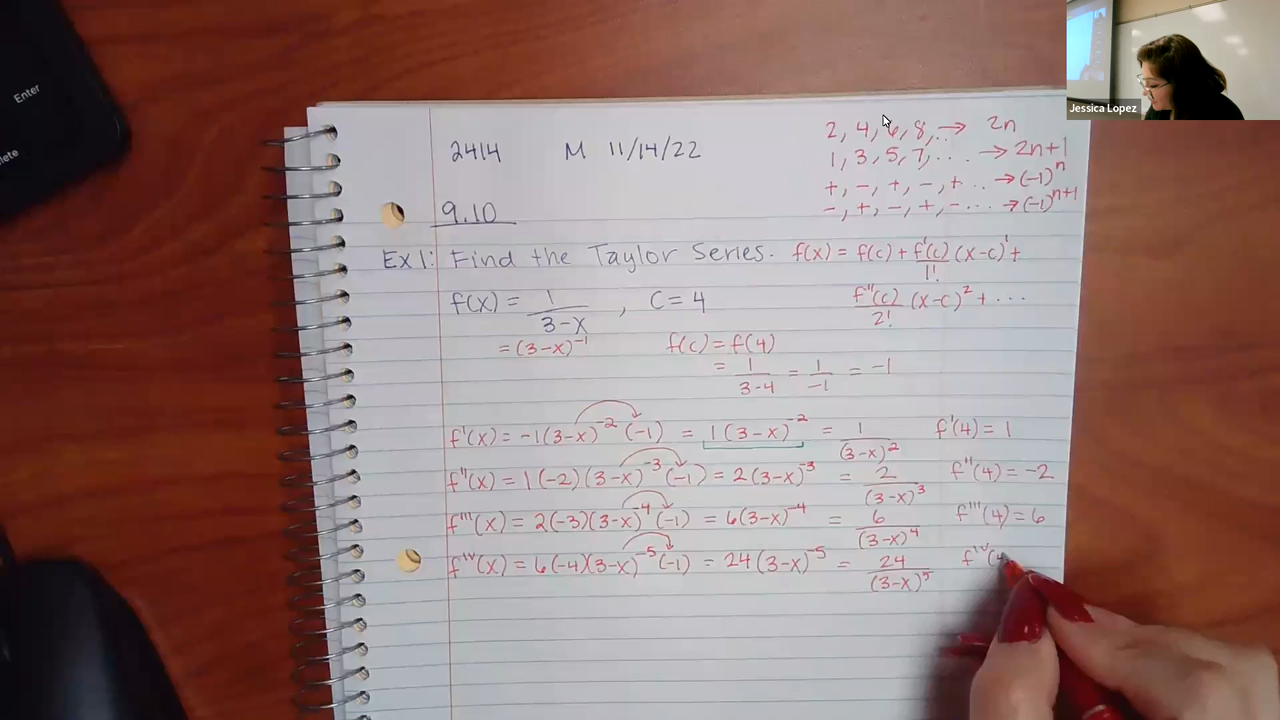 Enter
lete
Jessica Lopez
2414 M 11/14/22
2, 4, 6, 8, .. → 2n
1, 3, 5, 7, ... → 2n+1
+, -, +, -, + .. → (-1)^n
-, +, -, +, - ... → (-1)^{n+1}
9.10
Ex 1: Find the Taylor Series. f(x) = f(c) + f'(c)/1! (x-c)^1 +
f''(c)/2! (x-c)^2 + ...
f(x) = 1/(3-x) , C = 4
= (3-x)^{-1}
f(c) = f(4)
= 1/(3-4) = 1/-1 = -1
f'(x) = -1(3-x)^{-2}(-1) = 1(3-x)^{-2} = 1/(3-x)^2 f'(4) = 1
f''(x) = 1(-2)(3-x)^{-3}(-1) = 2(3-x)^{-3} = 2/(3-x)^3 f''(4) = -2
f'''(x) = 2(-3)(3-x)^{-4}(-1) = 6(3-x)^{-4} = 6/(3-x)^4 f'''(4) = 6
f^{IV}(x) = 6(-4)(3-x)^{-5}(-1) = 24(3-x)^{-5} = 24/(3-x)^5 f^{IV}(4